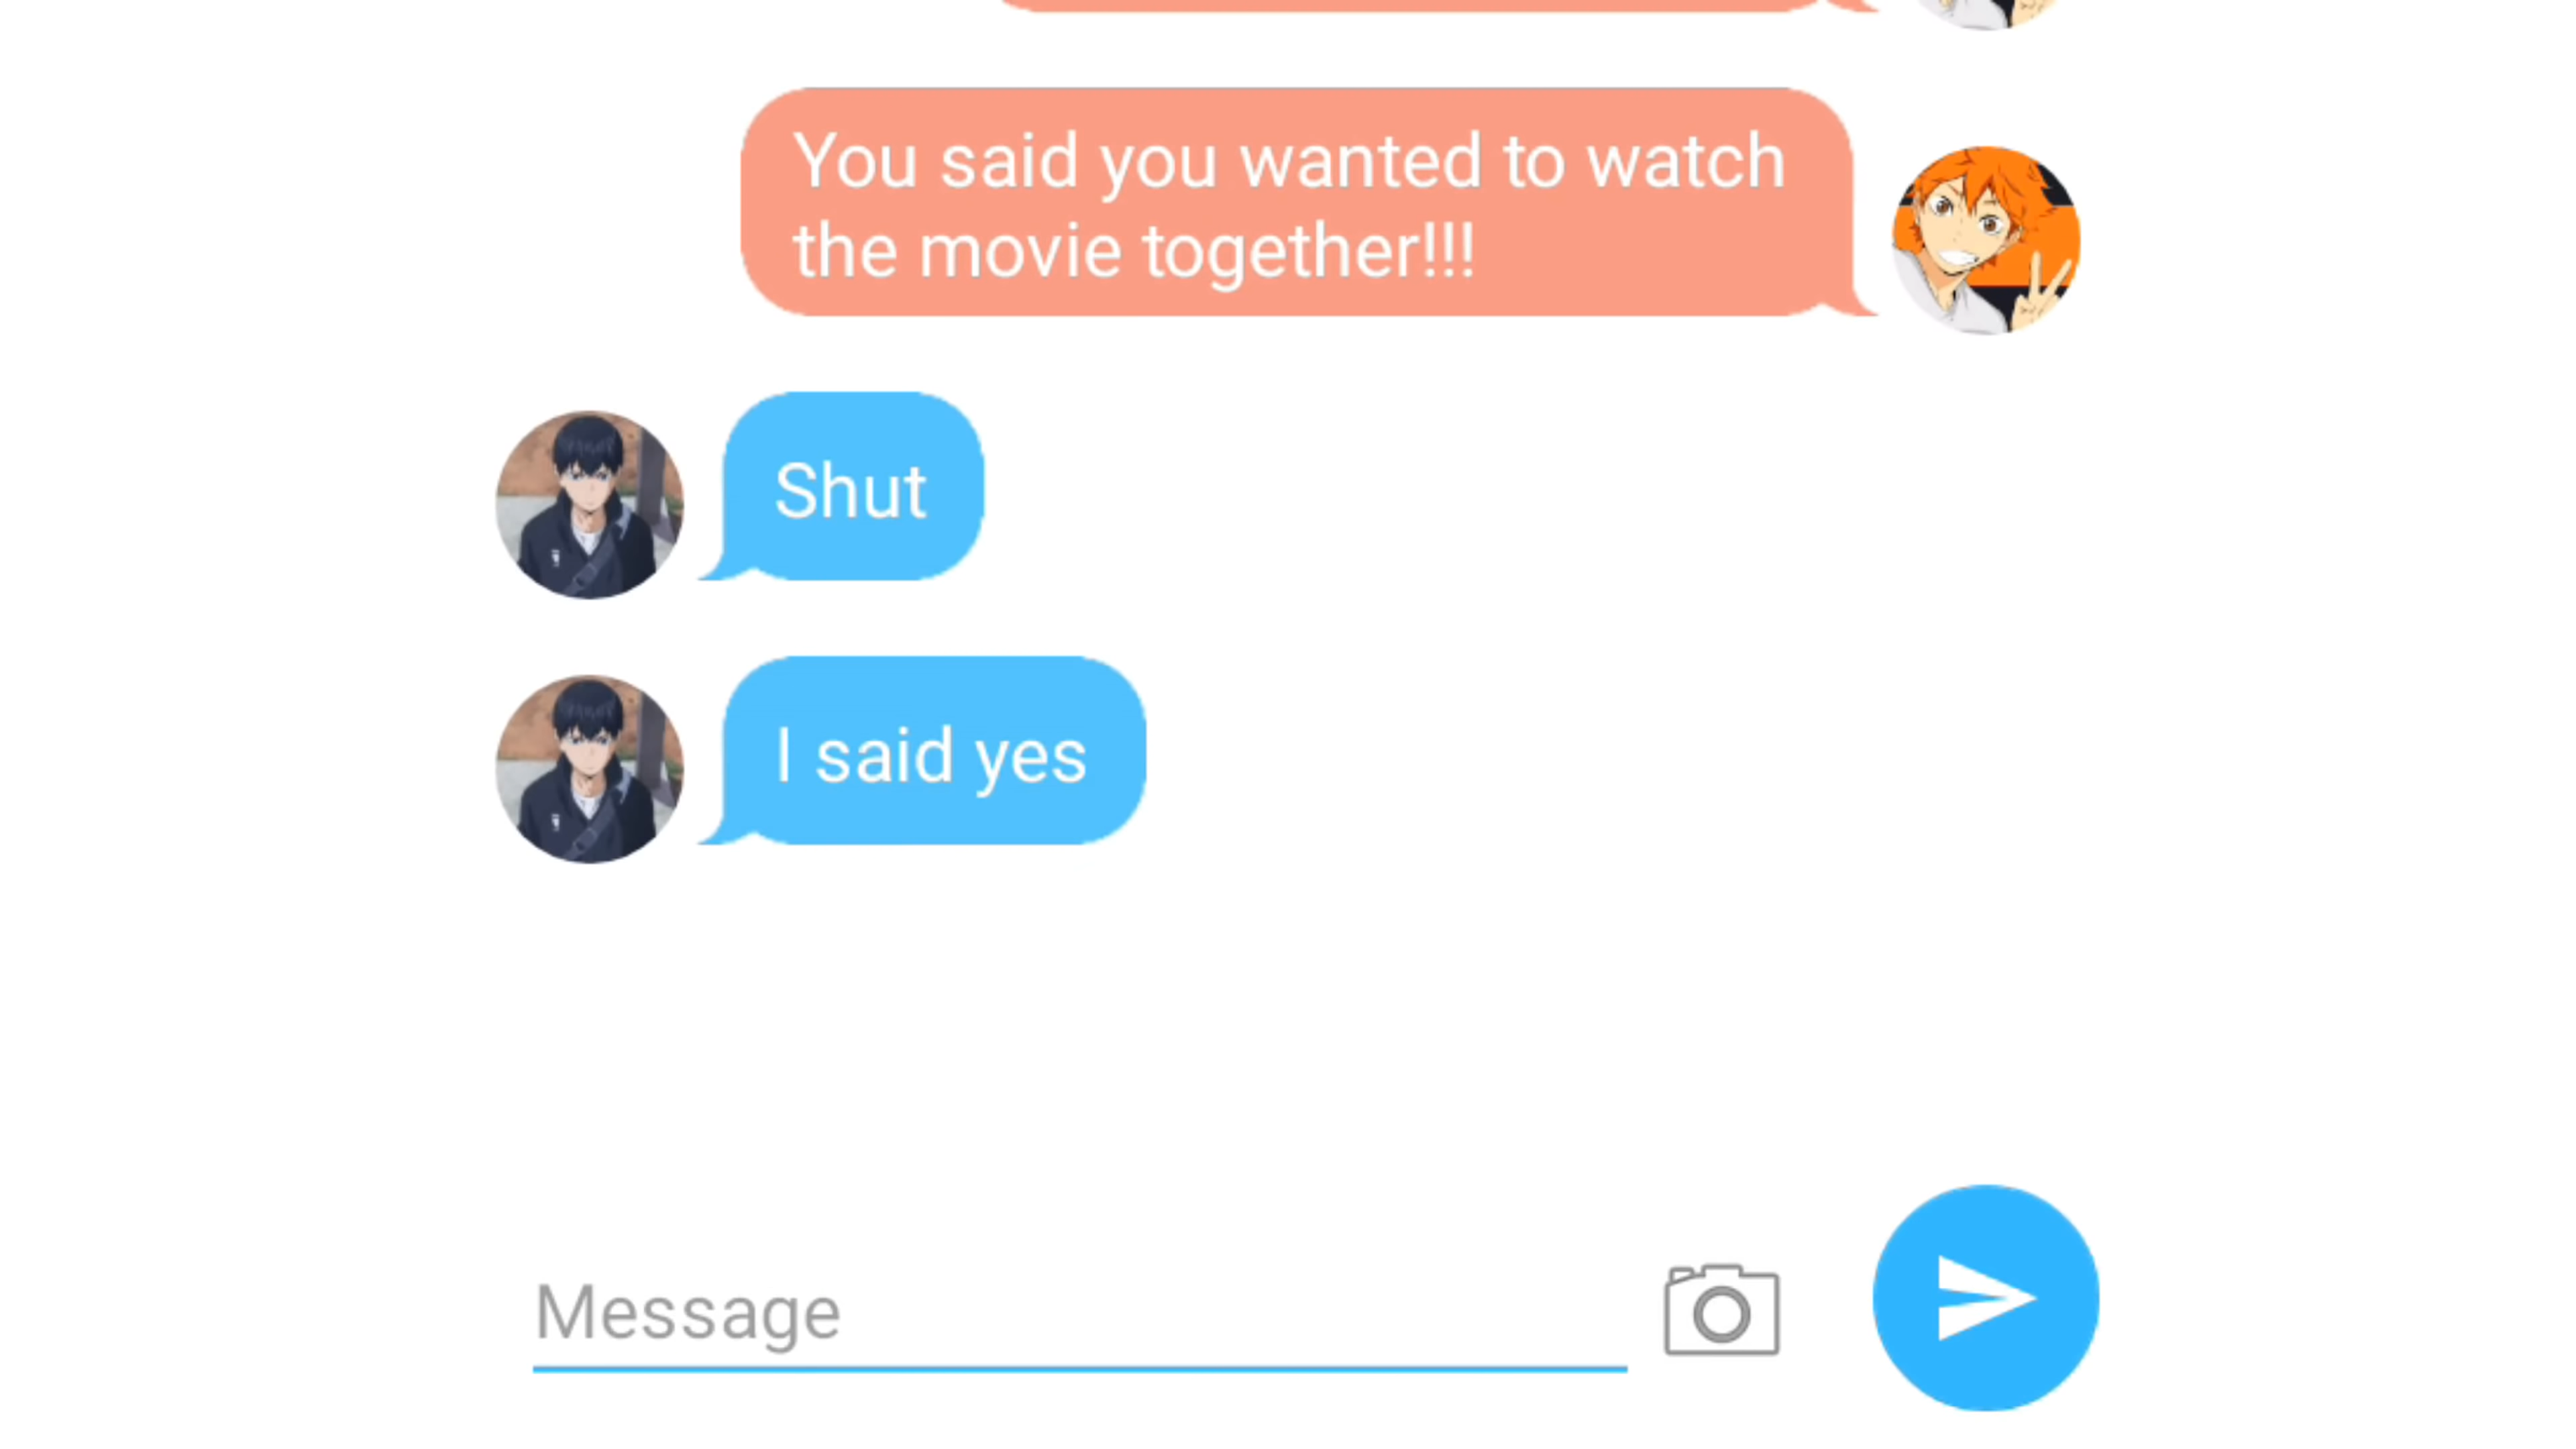 You said you wanted to watch
the movie together!!!
Shut
I said yes
Message